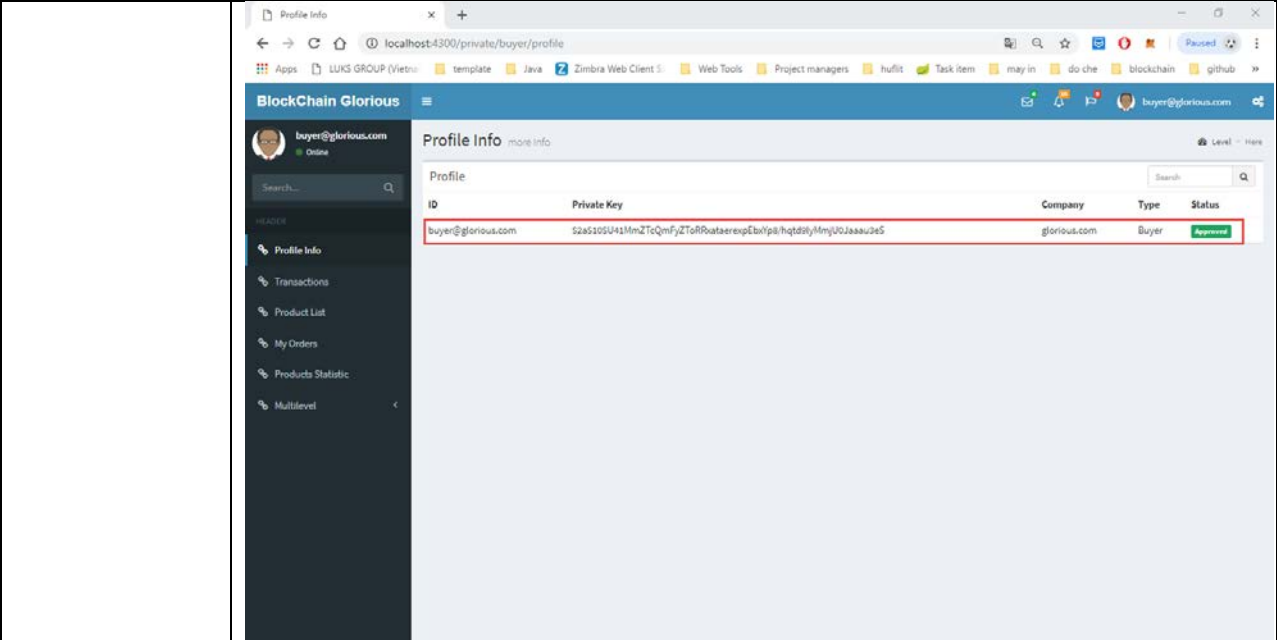 Profile Info
localhost:4300/private/buyer/profile
Paused
Apps LUKS GROUP (Vietna template Java Zimbra Web Client S Web Tools Project managers huflit Task item may in do che blockchain github »
BlockChain Glorious buyer@glorious.com
buyer@glorious.com
Online
Profile Info more info Level Here
Search...
Profile Search
ID Private Key Company Type Status
HEADER
buyer@glorious.com glorious.com Buyer Approved
Profile Info
Transactions
Product List
My Orders
Products Statistic
Multilevel